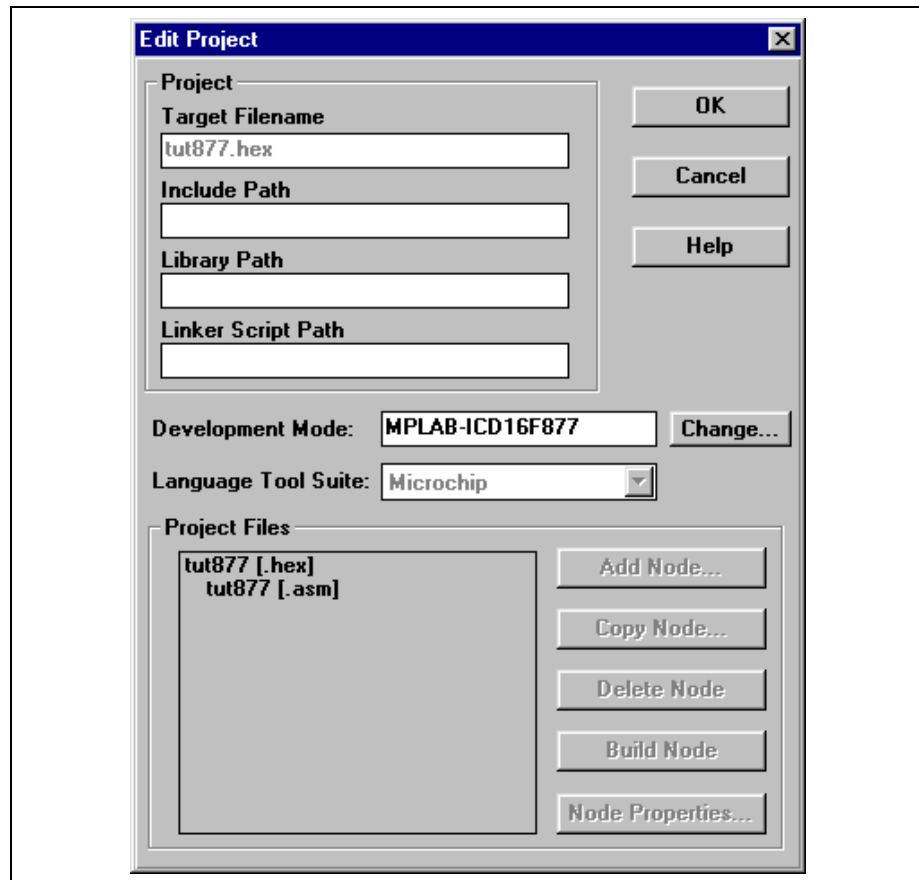 Edit Project
Project
Target Filename
tut877.hex
Include Path
Library Path
Linker Script Path
OK
Cancel
Help
Development Mode: MPLAB-ICD16F877 Change...
Language Tool Suite: Microchip
Project Files
tut877 [.hex]
tut877 [.asm]
Add Node...
Copy Node...
Delete Node
Build Node
Node Properties...